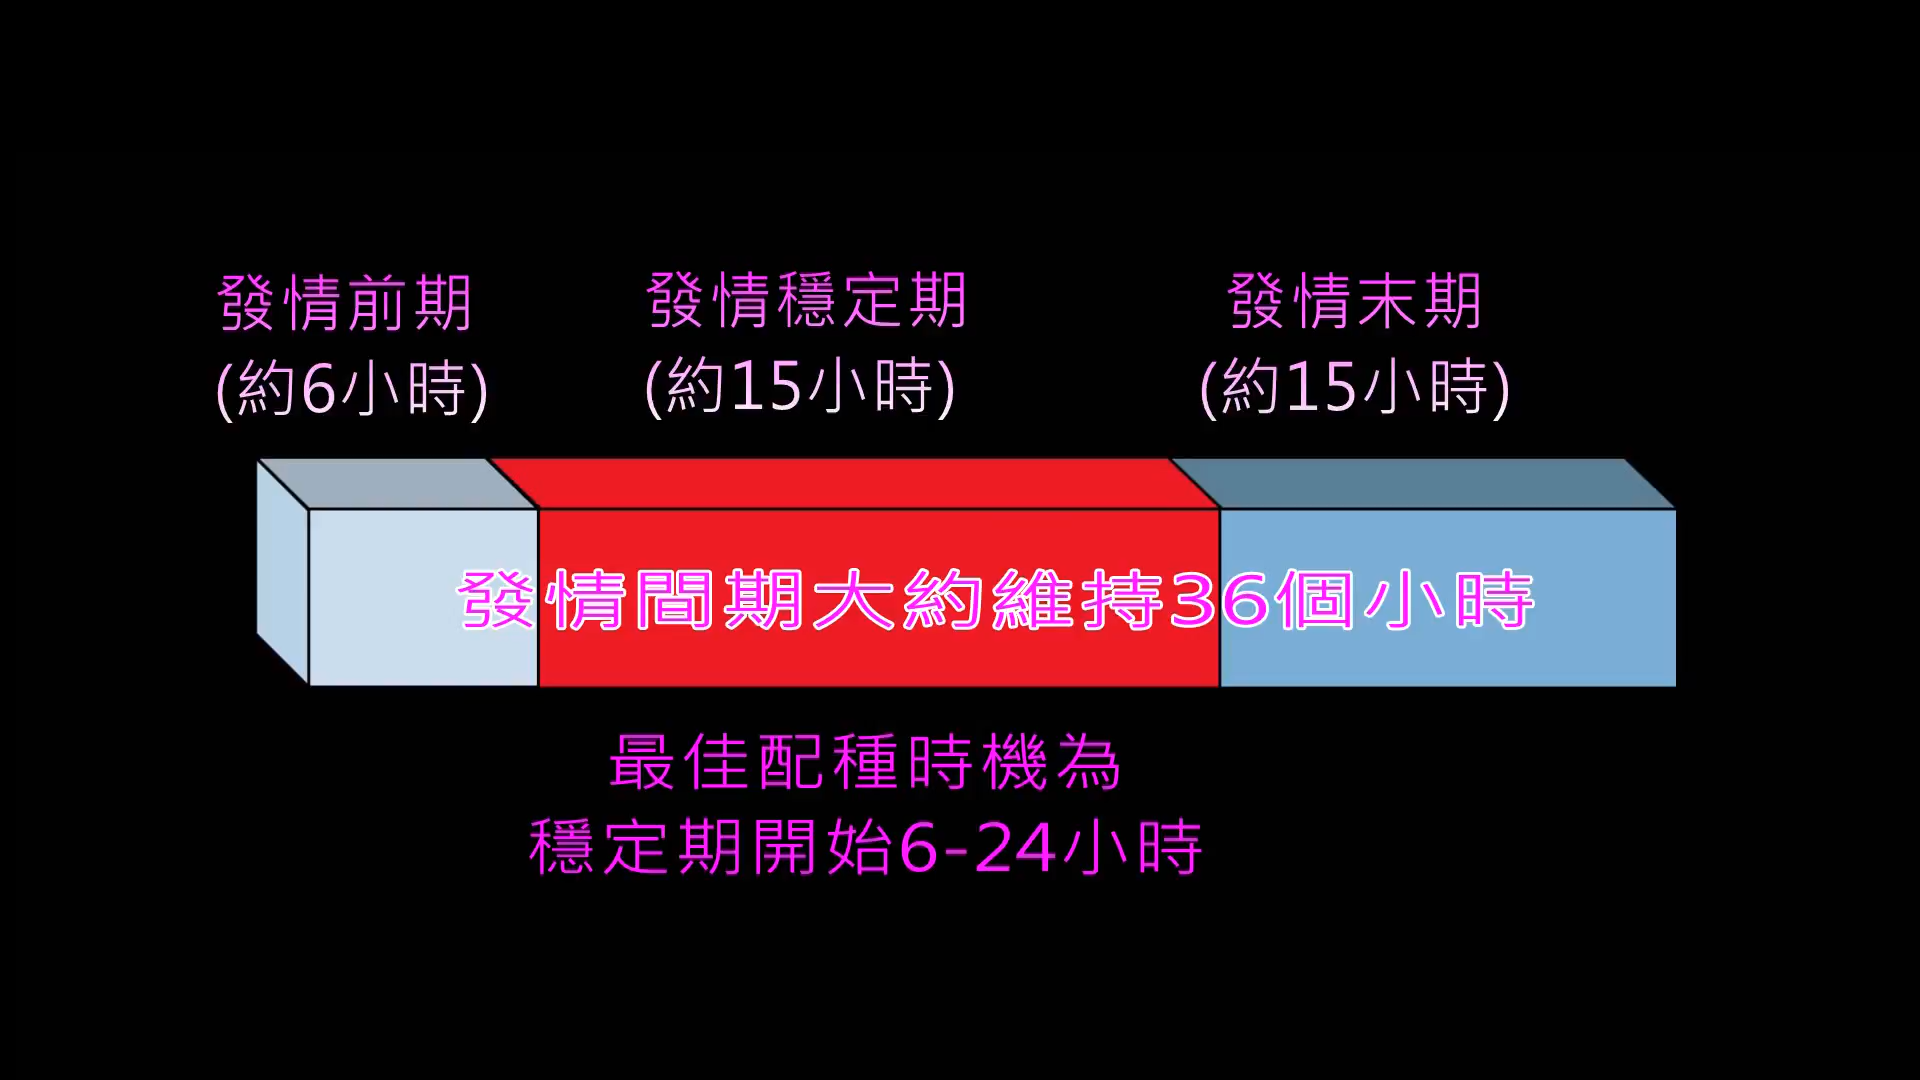 發情前期
(約6小時)
發情穩定期
(約15小時)
發情末期
(約15小時)
發情間期大約維持36個小時
最佳配種時機為
穩定期開始6-24小時